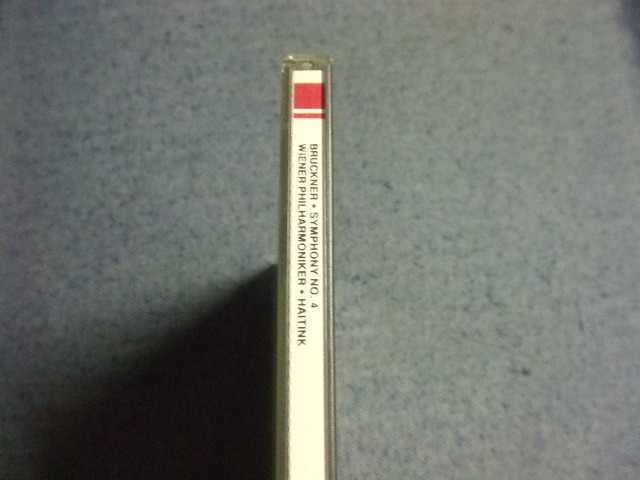 BRUCKNER • SYMPHONY NO. 4
WIENER PHILHARMONIKER • HAITINK